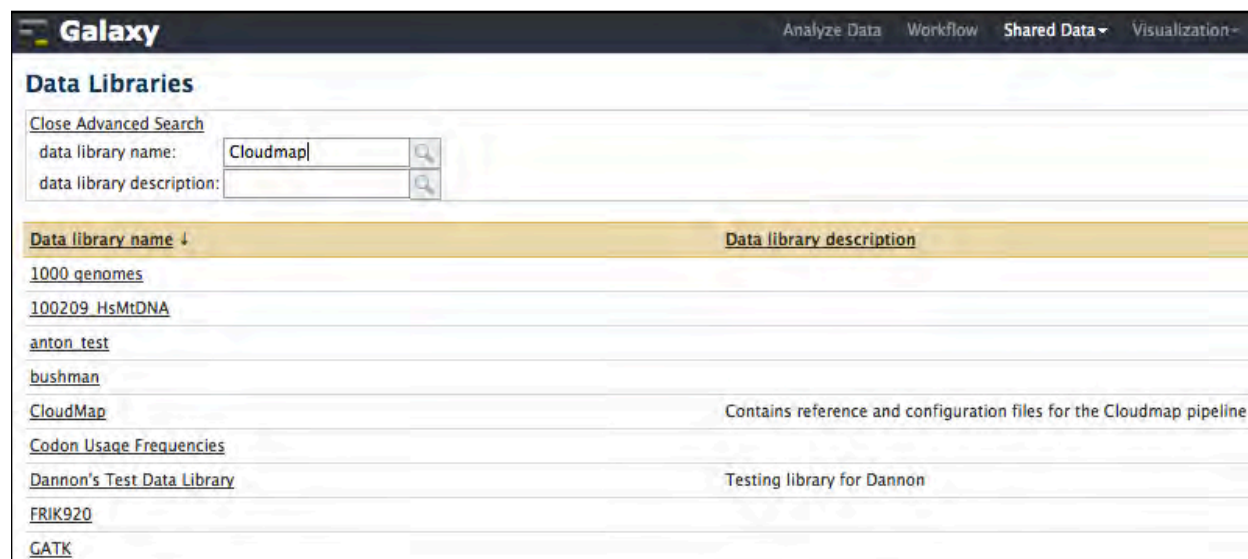 Galaxy Analyze Data Workflow Shared Data Visualization
Data Libraries
Close Advanced Search
data library name: Cloudmap
data library description:
Data library name ↓ Data library description
1000 genomes
100209_HsMtDNA
anton_test
bushman
CloudMap Contains reference and configuration files for the Cloudmap pipeline
Codon Usage Frequencies
Dannon's Test Data Library Testing library for Dannon
FRIK920
GATK